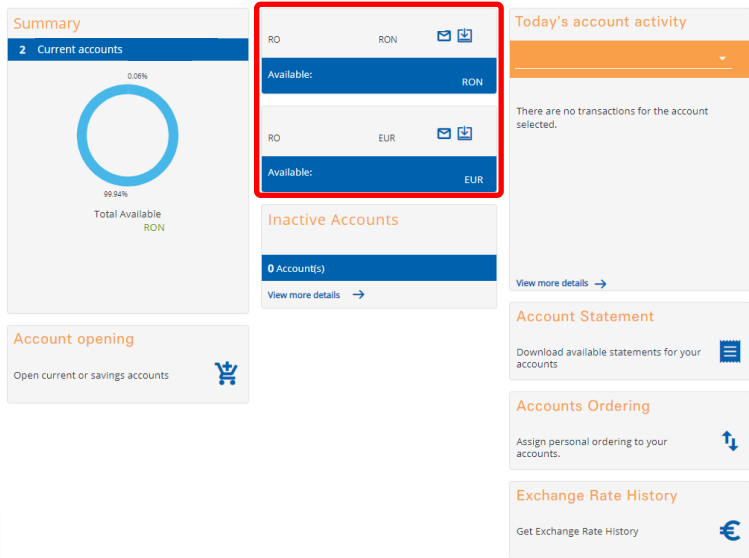 Summary
2 Current accounts
0.06%
99.94%
Total Available
RON
Account opening
Open current or savings accounts
RO RON
Available:
RON
RO EUR
Available:
EUR
Inactive Accounts
0 Account(s)
View more details
Today's account activity
There are no transactions for the account
selected.
View more details
Account Statement
Download available statements for your
accounts
Accounts Ordering
Assign personal ordering to your
accounts.
Exchange Rate History
Get Exchange Rate History